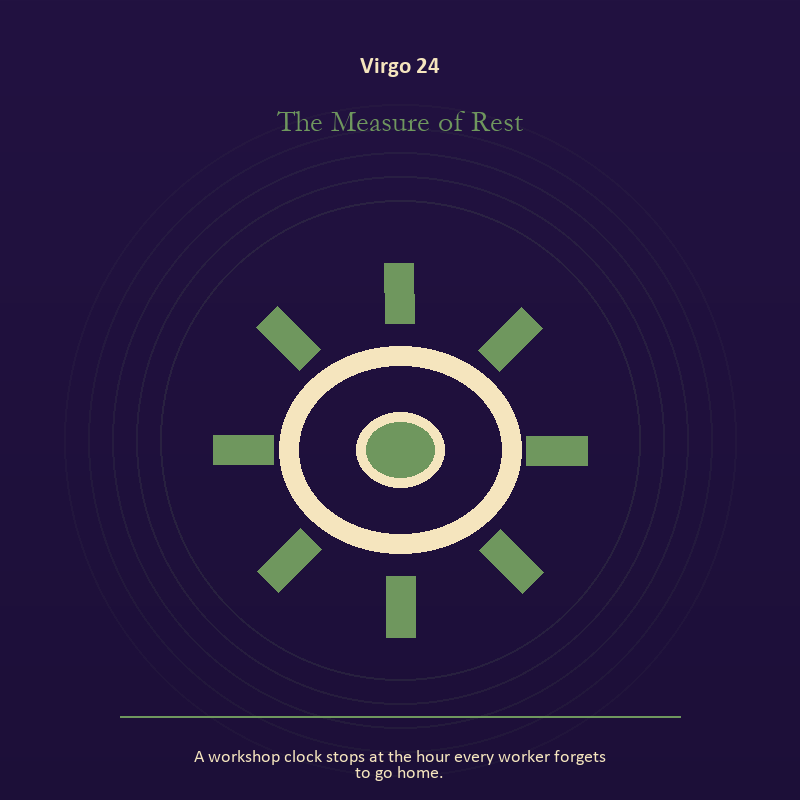 Virgo 24
The Measure of Rest
A workshop clock stops at the hour every worker forgets
to go home.